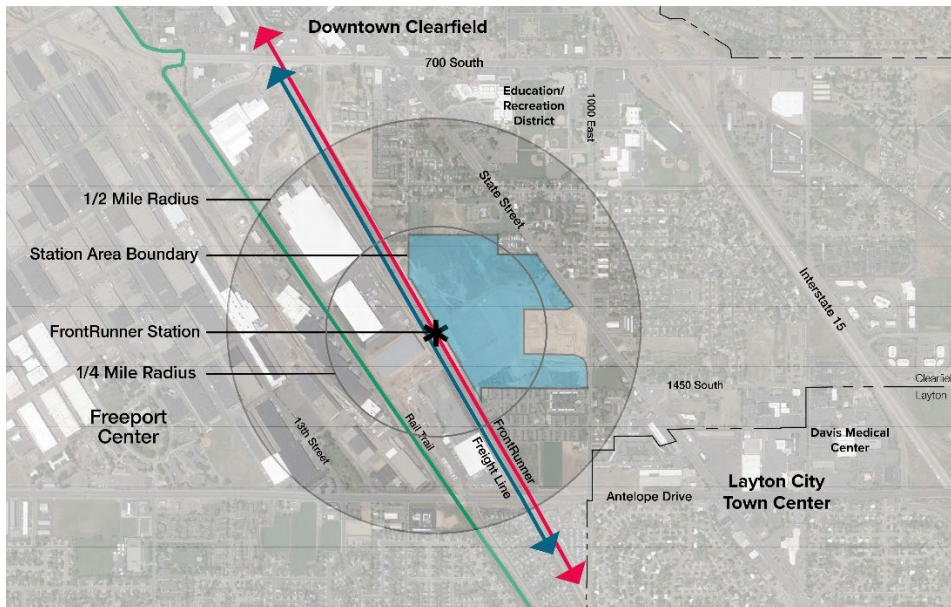 Downtown Clearfield
700 South
Education/
Recreation
District
1000 East
1/2 Mile Radius
State Street
Station Area Boundary
Interstate 15
FrontRunner Station
1/4 Mile Radius
1450 South
Clearfield
Layton
Freeport
Center
13th Street
Rail Trail
FrontRunner
Freight Line
Davis Medical
Center
Layton City
Town Center
Antelope Drive